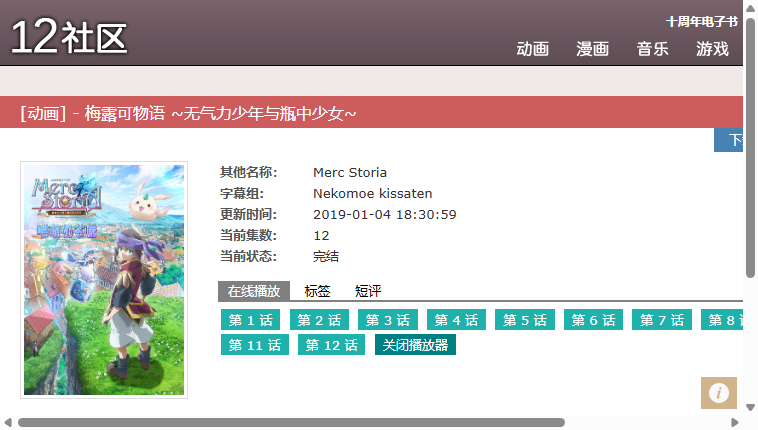 十周年电子书
12社区
动画 漫画 音乐 游戏
[动画] - 梅露可物语 ~无气力少年与瓶中少女~
下载
Merc Storia
其他名称: Merc Storia
字幕组: Nekomoe kissaten
更新时间: 2019-01-04 18:30:59
当前集数: 12
当前状态: 完结
在线播放 标签 短评
第 1 话 第 2 话 第 3 话 第 4 话 第 5 话 第 6 话 第 7 话 第 8
第 11 话 第 12 话 关闭播放器
i